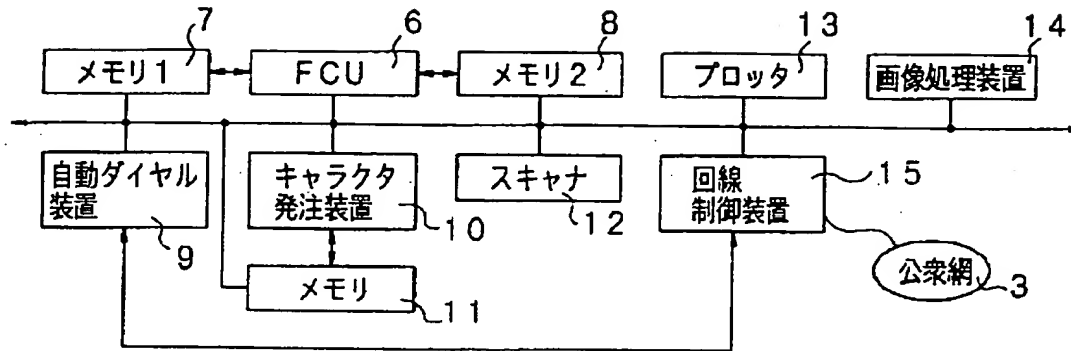 7
6
8
13
14
メモリ1
FCU
メモリ2
プロッタ
画像処理装置
自動ダイヤル
装置
キャラクタ
発注装置
スキャナ
回線
制御装置
15
9
10
12
メモリ
11
公衆網
3